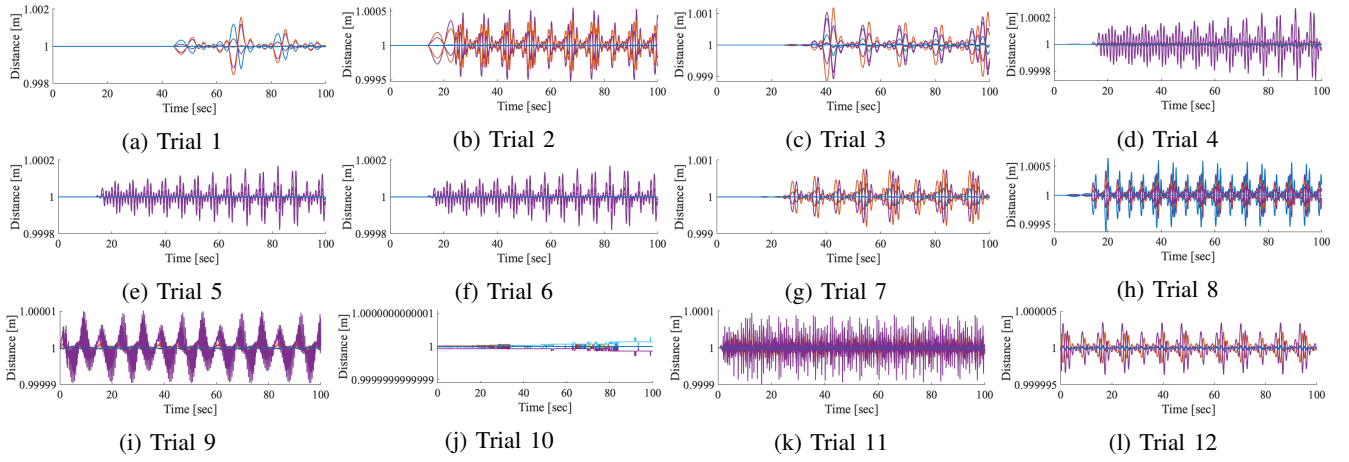 1.002
1
0.998
Distance [m]
0 20 40 60 80 100
Time [sec]
(a) Trial 1
1.0005
1
0.9995
Distance [m]
0 20 40 60 80 100
Time [sec]
(b) Trial 2
1.001
1
0.999
Distance [m]
0 20 40 60 80 100
Time [sec]
(c) Trial 3
1.0002
1
0.9998
Distance [m]
0 20 40 60 80 100
Time [sec]
(d) Trial 4
1.0002
1
0.9998
Distance [m]
0 20 40 60 80 100
Time [sec]
(e) Trial 5
1.0002
1
0.9998
Distance [m]
0 20 40 60 80 100
Time [sec]
(f) Trial 6
1.001
1
0.999
Distance [m]
0 20 40 60 80 100
Time [sec]
(g) Trial 7
1.0005
1
0.9995
Distance [m]
0 20 40 60 80 100
Time [sec]
(h) Trial 8
1.00001
1
0.99999
Distance [m]
0 20 40 60 80 100
Time [sec]
(i) Trial 9
1
Distance [m]
0 20 40 60 80 100
Time [sec]
(j) Trial 10
1.00001
1
0.99999
Distance [m]
0 20 40 60 80 100
Time [sec]
(k) Trial 11
1.000005
1
0.999995
Distance [m]
0 20 40 60 80 100
Time [sec]
(l) Trial 12